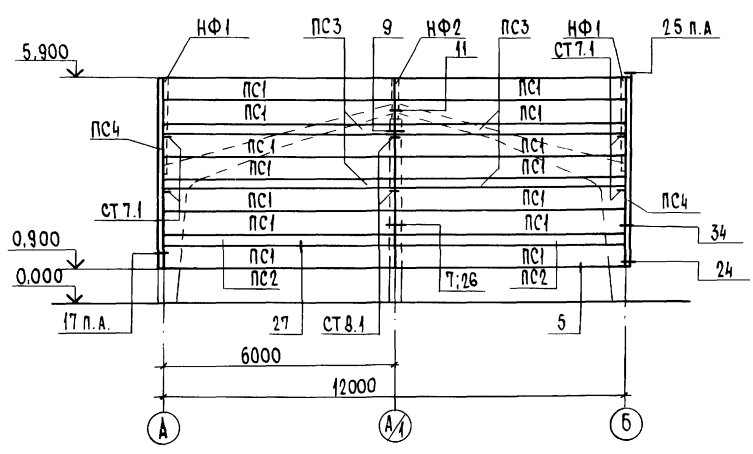 НФ1 ПС3 9 НФ2 ПС3 НФ1 25 П.А
11 СТ7.1
5,900
ПС1 ПС1
ПС1 ПС1
ПС4
ПС1 ПС1
ПС1 ПС1
ПС1 ПС1
СТ7.1 ПС4
ПС1 ПС1
0,900 34
ПС1 ПС1
0,000 ПС2 7;26 ПС2 24
17 П.А. 27 СТ8.1 5
6000
12000
А А/1 Б